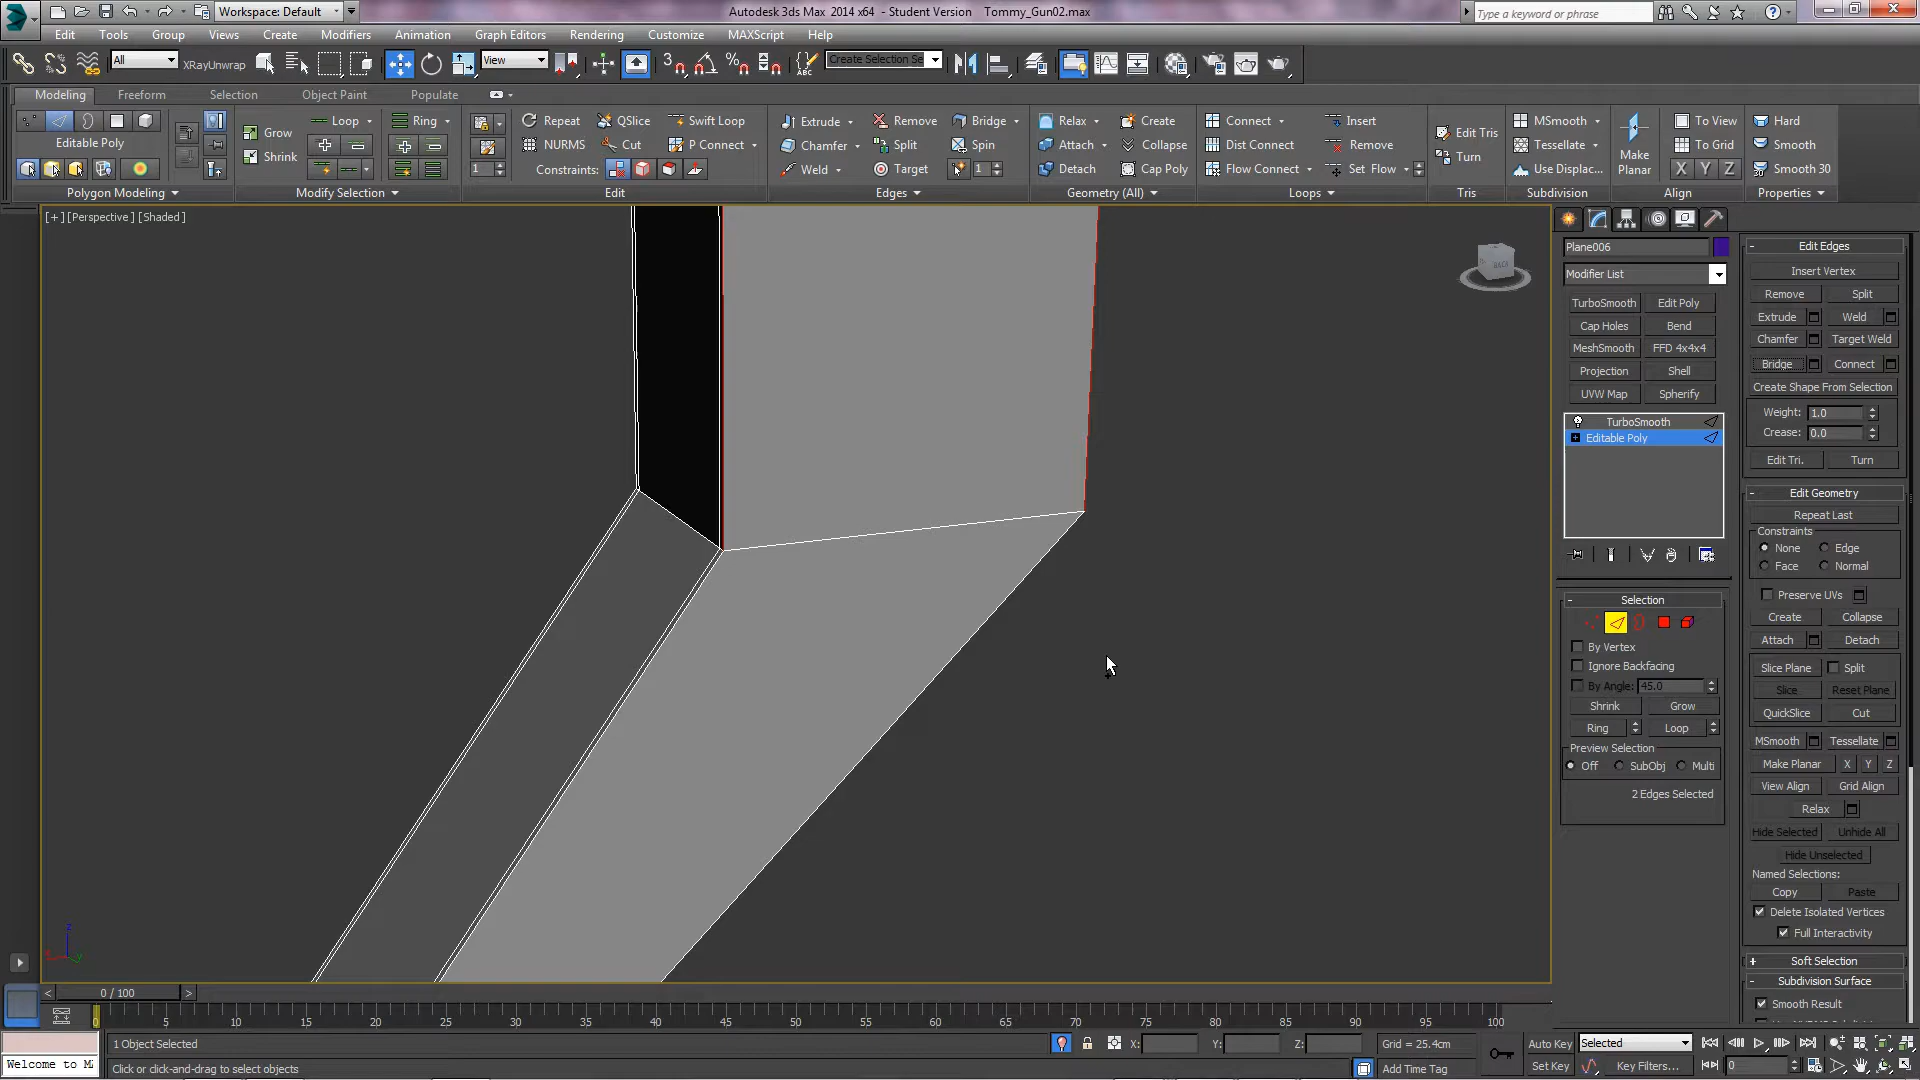 Workspace: Default
Autodesk 3ds Max 2014 x64 - Student Version Tommy_Gun02.max
Type a keyword or phrase
Edit Tools Group Views Create Modifiers Animation Graph Editors Rendering Customize MAXScript Help
All XRayUnwrap View Create Selection Se
Modeling Freeform Selection Object Paint Populate
Loop Ring Repeat QSlice Swift Loop Extrude Remove Bridge Relax Create Connect Insert MSmooth To View Hard
Grow NURMS Cut P Connect Chamfer Split Spin Attach Collapse Dist Connect Remove Edit Tris Tessellate To Grid Smooth
Editable Poly
Shrink 1 Constraints: Weld Target 1 Detach Cap Poly Flow Connect Set Flow Turn Use Displac... Make Planar X Y Z Smooth 30
Polygon Modeling Modify Selection Edit Edges Geometry (All) Loops Tris Subdivision Align Properties
[+] [Perspective] [Shaded]
BACK
Plane006
Modifier List
TurboSmooth Edit Poly
Cap Holes Bend
MeshSmooth FFD 4x4x4
Projection Shell
UVW Map Spherify
TurboSmooth
Editable Poly
Selection
By Vertex
Ignore Backfacing
By Angle: 45.0
Shrink Grow
Ring Loop
Preview Selection
Off SubObj Multi
2 Edges Selected
Edit Edges
Insert Vertex
Remove Split
Extrude Weld
Chamfer Target Weld
Bridge Connect
Create Shape From Selection
Weight: 1.0
Crease: 0.0
Edit Tri. Turn
Edit Geometry
Repeat Last
Constraints
None Edge
Face Normal
Preserve UVs
Create Collapse
Attach Detach
Slice Plane Split
Slice Reset Plane
QuickSlice Cut
MSmooth Tessellate
Make Planar X Y Z
View Align Grid Align
Relax
Hide Selected Unhide All
Hide Unselected
Named Selections:
Copy Paste
Delete Isolated Vertices
Full Interactivity
Soft Selection
Subdivision Surface
Smooth Result
0 / 100
0 5 10 15 20 25 30 35 40 45 50 55 60 65 70 75 80 85 90 95 100
1 Object Selected X: Y: Z: Grid = 25.4cm Auto Key Selected
Welcome to M Click or click-and-drag to select objects Add Time Tag Set Key Key Filters... 0